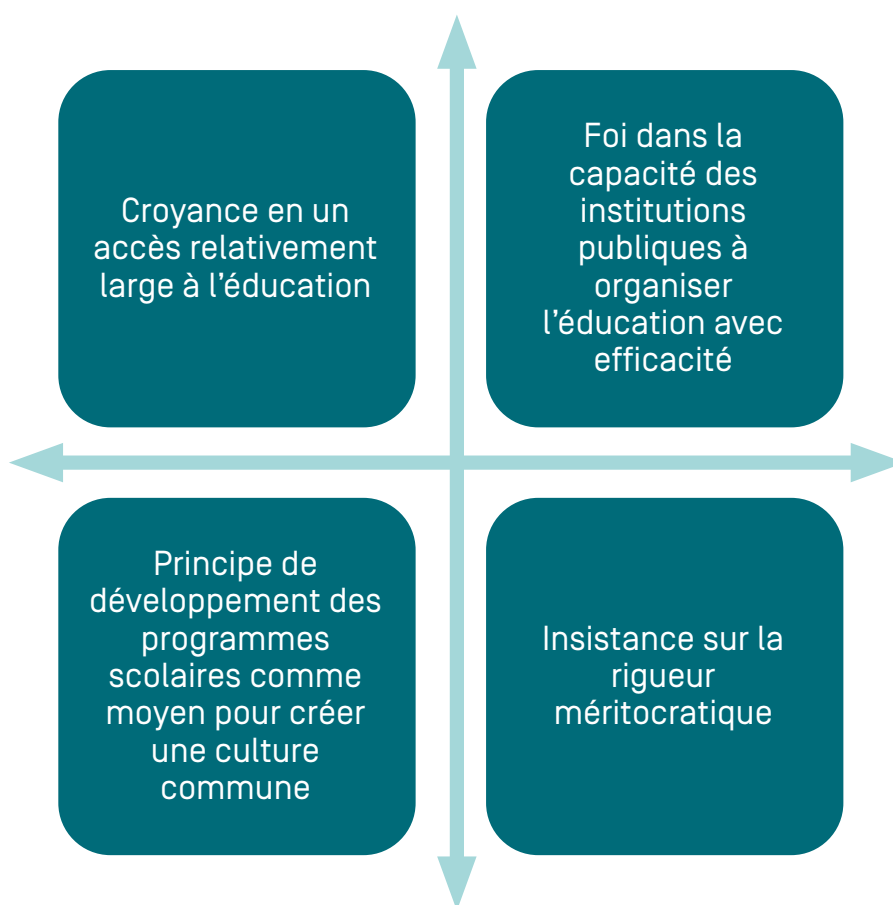 Croyance en un
accès relativement
large à l’éducation
Foi dans la
capacité des
institutions
publiques à
organiser
l’éducation avec
efficacité
Principe de
développement des
programmes
scolaires comme
moyen pour créer
une culture
commune
Insistance sur la
rigueur
méritocratique